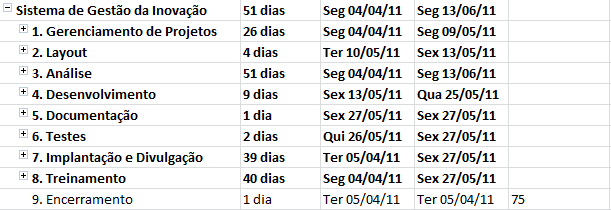 Sistema de Gestão da Inovação 51 dias Seg 04/04/11 Seg 13/06/11
1. Gerenciamento de Projetos 26 dias Seg 04/04/11 Seg 09/05/11
2. Layout 4 dias Ter 10/05/11 Sex 13/05/11
3. Análise 51 dias Seg 04/04/11 Seg 13/06/11
4. Desenvolvimento 9 dias Sex 13/05/11 Qua 25/05/11
5. Documentação 1 dia Sex 27/05/11 Sex 27/05/11
6. Testes 2 dias Qui 26/05/11 Sex 27/05/11
7. Implantação e Divulgação 39 dias Ter 05/04/11 Sex 27/05/11
8. Treinamento 40 dias Seg 04/04/11 Sex 27/05/11
9. Encerramento 1 dia Ter 05/04/11 Ter 05/04/11 75